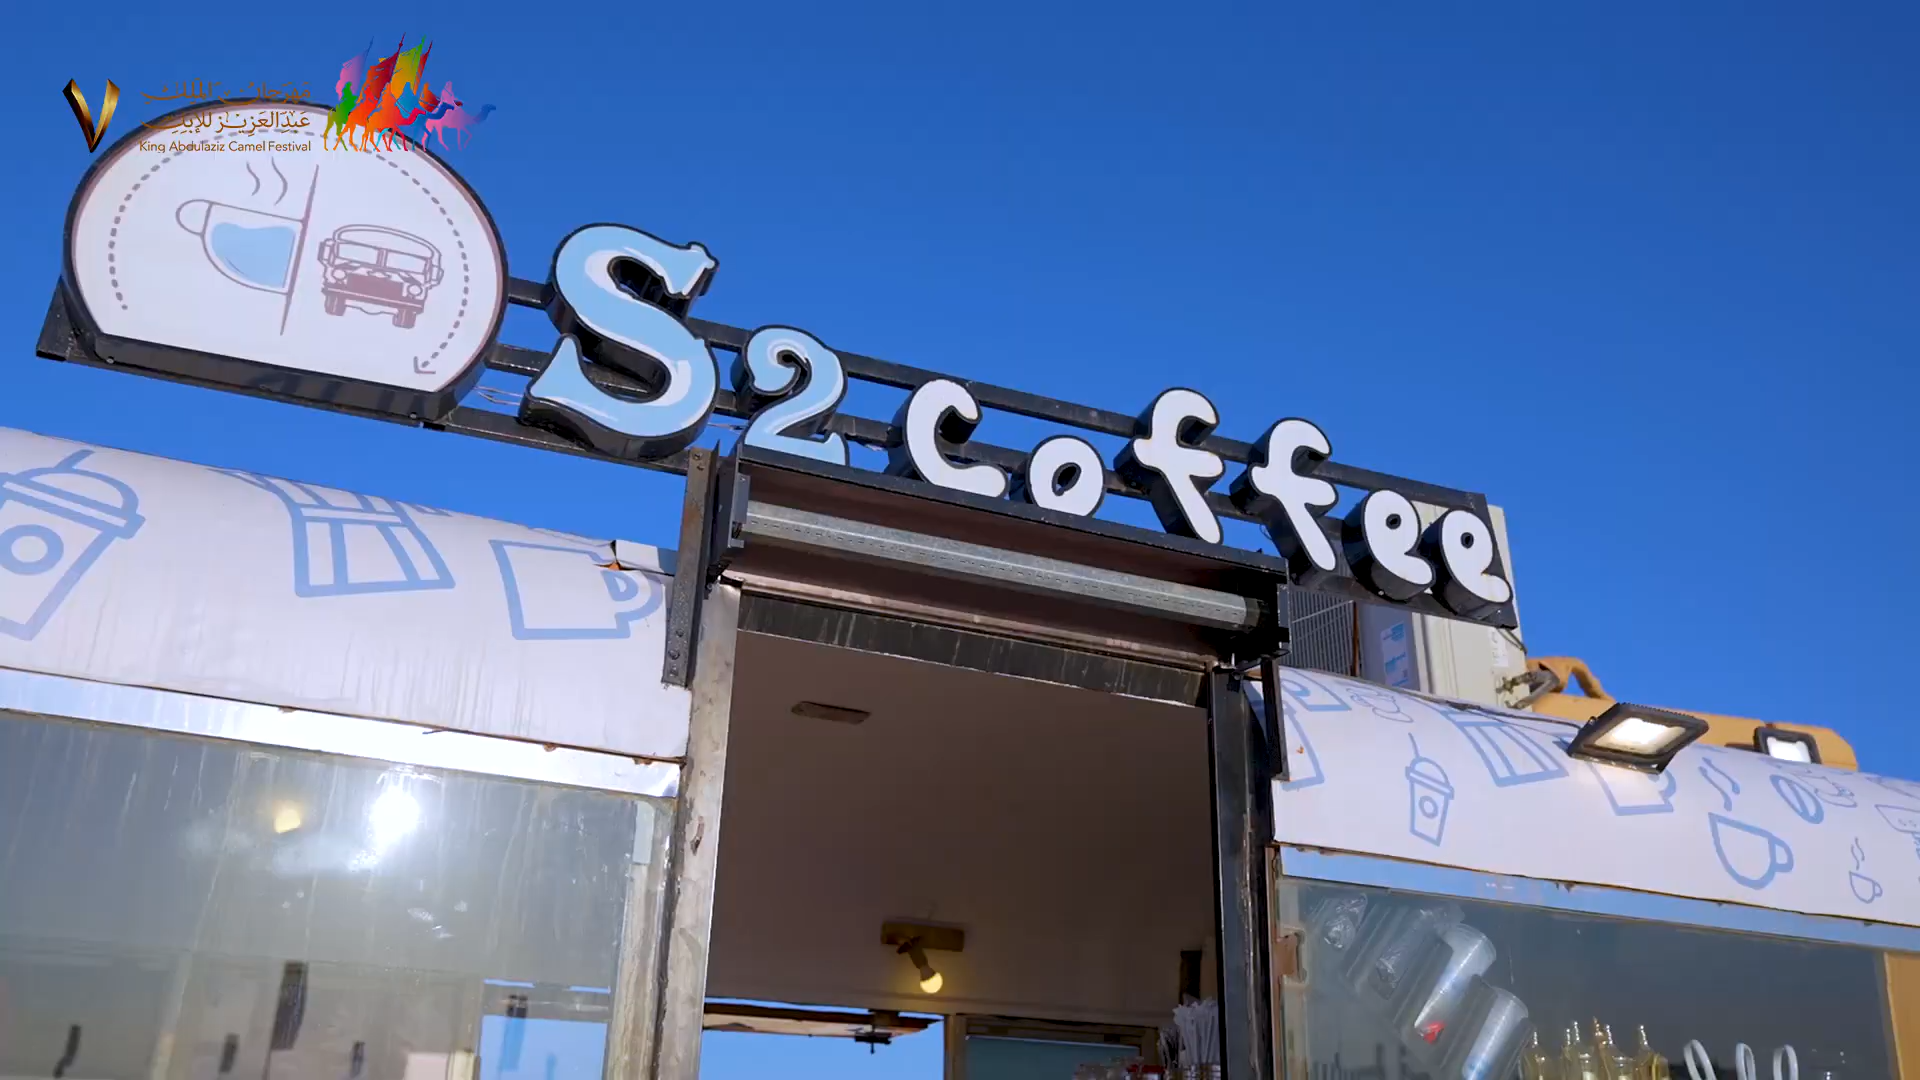 مهرجان الملك
عبدالعزيز للإبل
King Abdulaziz Camel Festival
S2 coffee